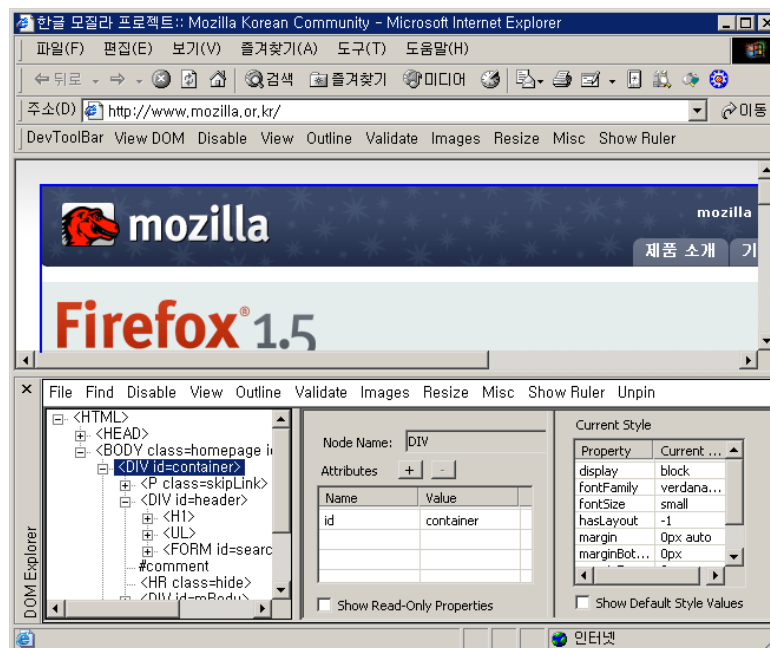 한글 모질라 프로젝트:: Mozilla Korean Community - Microsoft Internet Explorer
파일(F) 편집(E) 보기(V) 즐겨찾기(A) 도구(T) 도움말(H)
뒤로 검색 즐겨찾기 미디어
주소(D) http://www.mozilla.or.kr/ 이동
DevToolBar View DOM Disable View Outline Validate Images Resize Misc Show Ruler
mozilla
mozilla
제품 소개 기
Firefox® 1.5
File Find Disable View Outline Validate Images Resize Misc Show Ruler Unpin
DOM Explorer
<HTML>
<HEAD>
<BODY class=homepage i
<DIV id=container>
<P class=skipLink>
<DIV id=header>
<H1>
<UL>
<FORM id=searc
#comment
<HR class=hide>
<DIV id=mBody>
Node Name: DIV
Attributes + -
Name Value
id container
Show Read-Only Properties
Current Style
Property Current ...
display block
fontFamily verdana...
fontSize small
hasLayout -1
margin 0px auto
marginBot... 0px
Show Default Style Values
인터넷